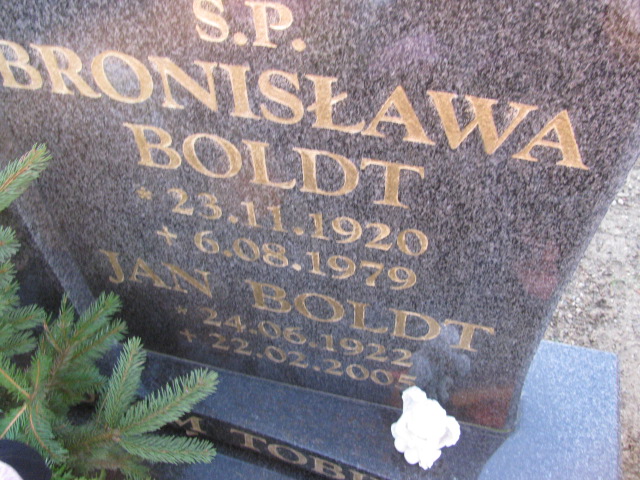 Ś.P.
BRONISŁAWA
BOLDT
* 23.11.1920
+ 6.08.1979
JAN BOLDT
* 24.06.1922
+ 22.02.2005